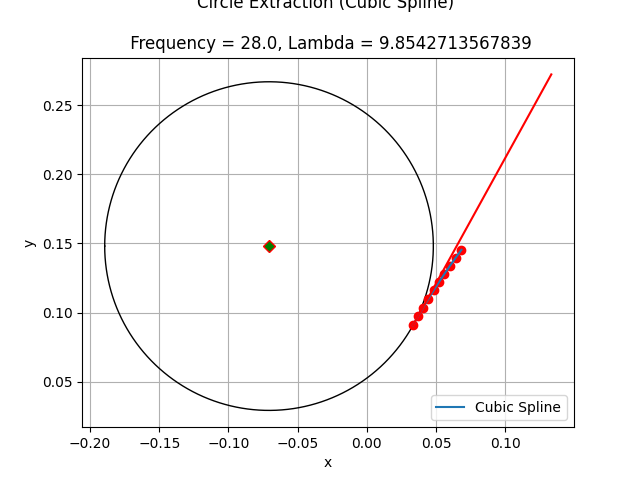 Circle Extraction (Cubic Spline)
Frequency = 28.0, Lambda = 9.8542713567839
y
0.25
0.20
0.15
0.10
0.05
−0.20 −0.15 −0.10 −0.05 0.00 0.05 0.10
x
Cubic Spline